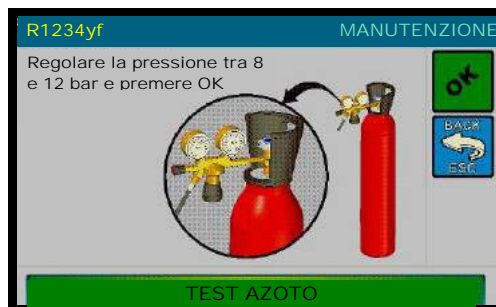 R1234yf MANUTENZIONE
Regolare la pressione tra 8
e 12 bar e premere OK
OK
BACK
ESC
TEST AZOTO